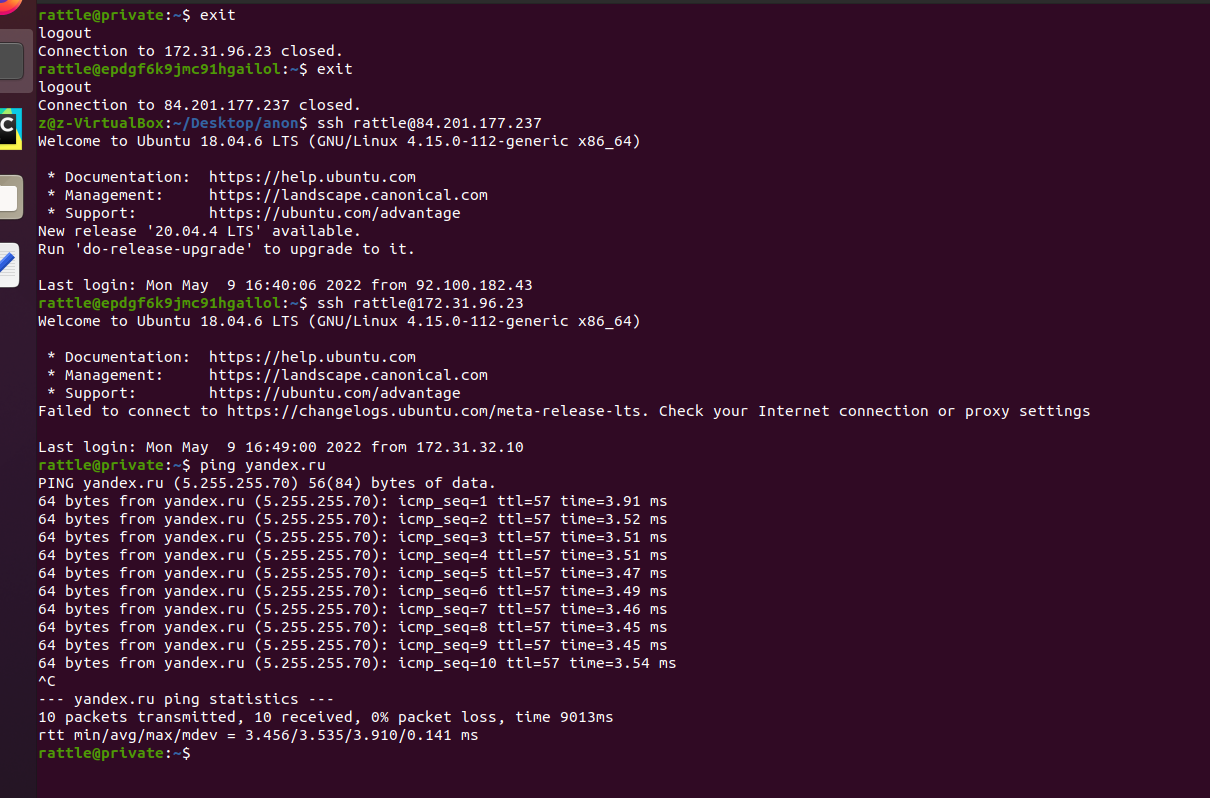 rattle@private:~$ exit
logout
Connection to 172.31.96.23 closed.
rattle@epdgf6k9jmc91hgailol:~$ exit
logout
Connection to 84.201.177.237 closed.
z@z-VirtualBox:~/Desktop/anon$ ssh rattle@84.201.177.237
Welcome to Ubuntu 18.04.6 LTS (GNU/Linux 4.15.0-112-generic x86_64)
* Documentation:  https://help.ubuntu.com
* Management:     https://landscape.canonical.com
* Support:        https://ubuntu.com/advantage
New release '20.04.4 LTS' available.
Run 'do-release-upgrade' to upgrade to it.
Last login: Mon May  9 16:40:06 2022 from 92.100.182.43
rattle@epdgf6k9jmc91hgailol:~$ ssh rattle@172.31.96.23
Welcome to Ubuntu 18.04.6 LTS (GNU/Linux 4.15.0-112-generic x86_64)
* Documentation:  https://help.ubuntu.com
* Management:     https://landscape.canonical.com
* Support:        https://ubuntu.com/advantage
Failed to connect to https://changelogs.ubuntu.com/meta-release-lts. Check your Internet connection or proxy settings
Last login: Mon May  9 16:49:00 2022 from 172.31.32.10
rattle@private:~$ ping yandex.ru
PING yandex.ru (5.255.255.70) 56(84) bytes of data.
64 bytes from yandex.ru (5.255.255.70): icmp_seq=1 ttl=57 time=3.91 ms
64 bytes from yandex.ru (5.255.255.70): icmp_seq=2 ttl=57 time=3.52 ms
64 bytes from yandex.ru (5.255.255.70): icmp_seq=3 ttl=57 time=3.51 ms
64 bytes from yandex.ru (5.255.255.70): icmp_seq=4 ttl=57 time=3.51 ms
64 bytes from yandex.ru (5.255.255.70): icmp_seq=5 ttl=57 time=3.47 ms
64 bytes from yandex.ru (5.255.255.70): icmp_seq=6 ttl=57 time=3.49 ms
64 bytes from yandex.ru (5.255.255.70): icmp_seq=7 ttl=57 time=3.46 ms
64 bytes from yandex.ru (5.255.255.70): icmp_seq=8 ttl=57 time=3.45 ms
64 bytes from yandex.ru (5.255.255.70): icmp_seq=9 ttl=57 time=3.45 ms
64 bytes from yandex.ru (5.255.255.70): icmp_seq=10 ttl=57 time=3.54 ms
^C
--- yandex.ru ping statistics ---
10 packets transmitted, 10 received, 0% packet loss, time 9013ms
rtt min/avg/max/mdev = 3.456/3.535/3.910/0.141 ms
rattle@private:~$